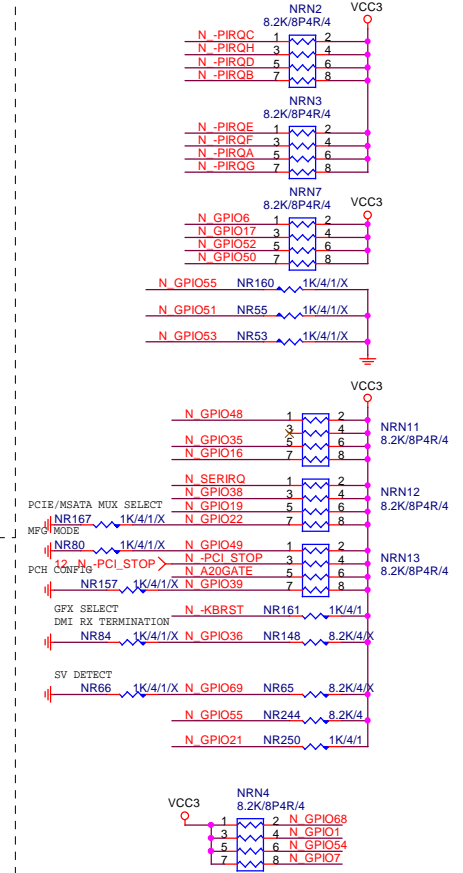 NRN2 VCC3
8.2K/8P4R/4
N_-PIRQC 1 2
N_-PIRQH 3 4
N_-PIRQD 5 6
N_-PIRQB 7 8
NRN3
8.2K/8P4R/4
N_-PIRQE 1 2
N_-PIRQF 3 4
N_-PIRQA 5 6
N_-PIRQG 7 8
NRN7 VCC3
8.2K/8P4R/4
N_GPIO6 1 2
N_GPIO17 3 4
N_GPIO52 5 6
N_GPIO50 7 8
N_GPIO55 NR160 1K/4/1/X
N_GPIO51 NR55 1K/4/1/X
N_GPIO53 NR53 1K/4/1/X
VCC3
N_GPIO48 1 2
3 4 NRN11
N_GPIO35 5 6 8.2K/8P4R/4
N_GPIO16 7 8
N_SERIRQ 1 2
N_GPIO38 3 4 NRN12
PCIE/MSATA MUX SELECT N_GPIO19 5 6 8.2K/8P4R/4
NR167 1K/4/1/X N_GPIO22 7 8
MFG MODE
NR80 1K/4/1/X N_GPIO49 1 2
12 N_-PCI_STOP N_-PCI_STOP 3 4 NRN13
PCH CONFIG N_A20GATE 5 6 8.2K/8P4R/4
NR157 1K/4/1/X N_GPIO39 7 8
GFX SELECT N_-KBRST NR161 1K/4/1
DMI RX TERMINATION
NR84 1K/4/1/X N_GPIO36 NR148 8.2K/4/X
SV DETECT
NR66 1K/4/1/X N_GPIO69 NR65 8.2K/4/X
N_GPIO55 NR244 8.2K/4
N_GPIO21 NR250 1K/4/1
NRN4
VCC3 8.2K/8P4R/4
1 2 N_GPIO68
3 4 N_GPIO1
5 6 N_GPIO54
7 8 N_GPIO7